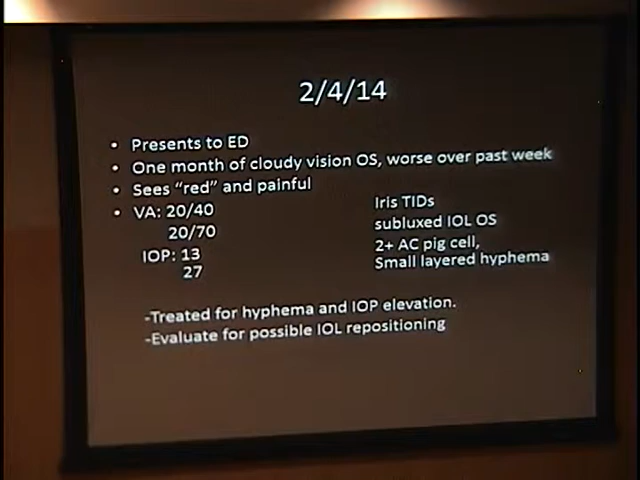 2/4/14
• Presents to ED
• One month of cloudy vision OS, worse over past week
• Sees "red" and painful
• VA: 20/40
20/70
IOP: 13
27
Iris TIDs
subluxed IOL OS
2+ AC pig cell,
Small layered hyphema
-Treated for hyphema and IOP elevation.
-Evaluate for possible IOL repositioning